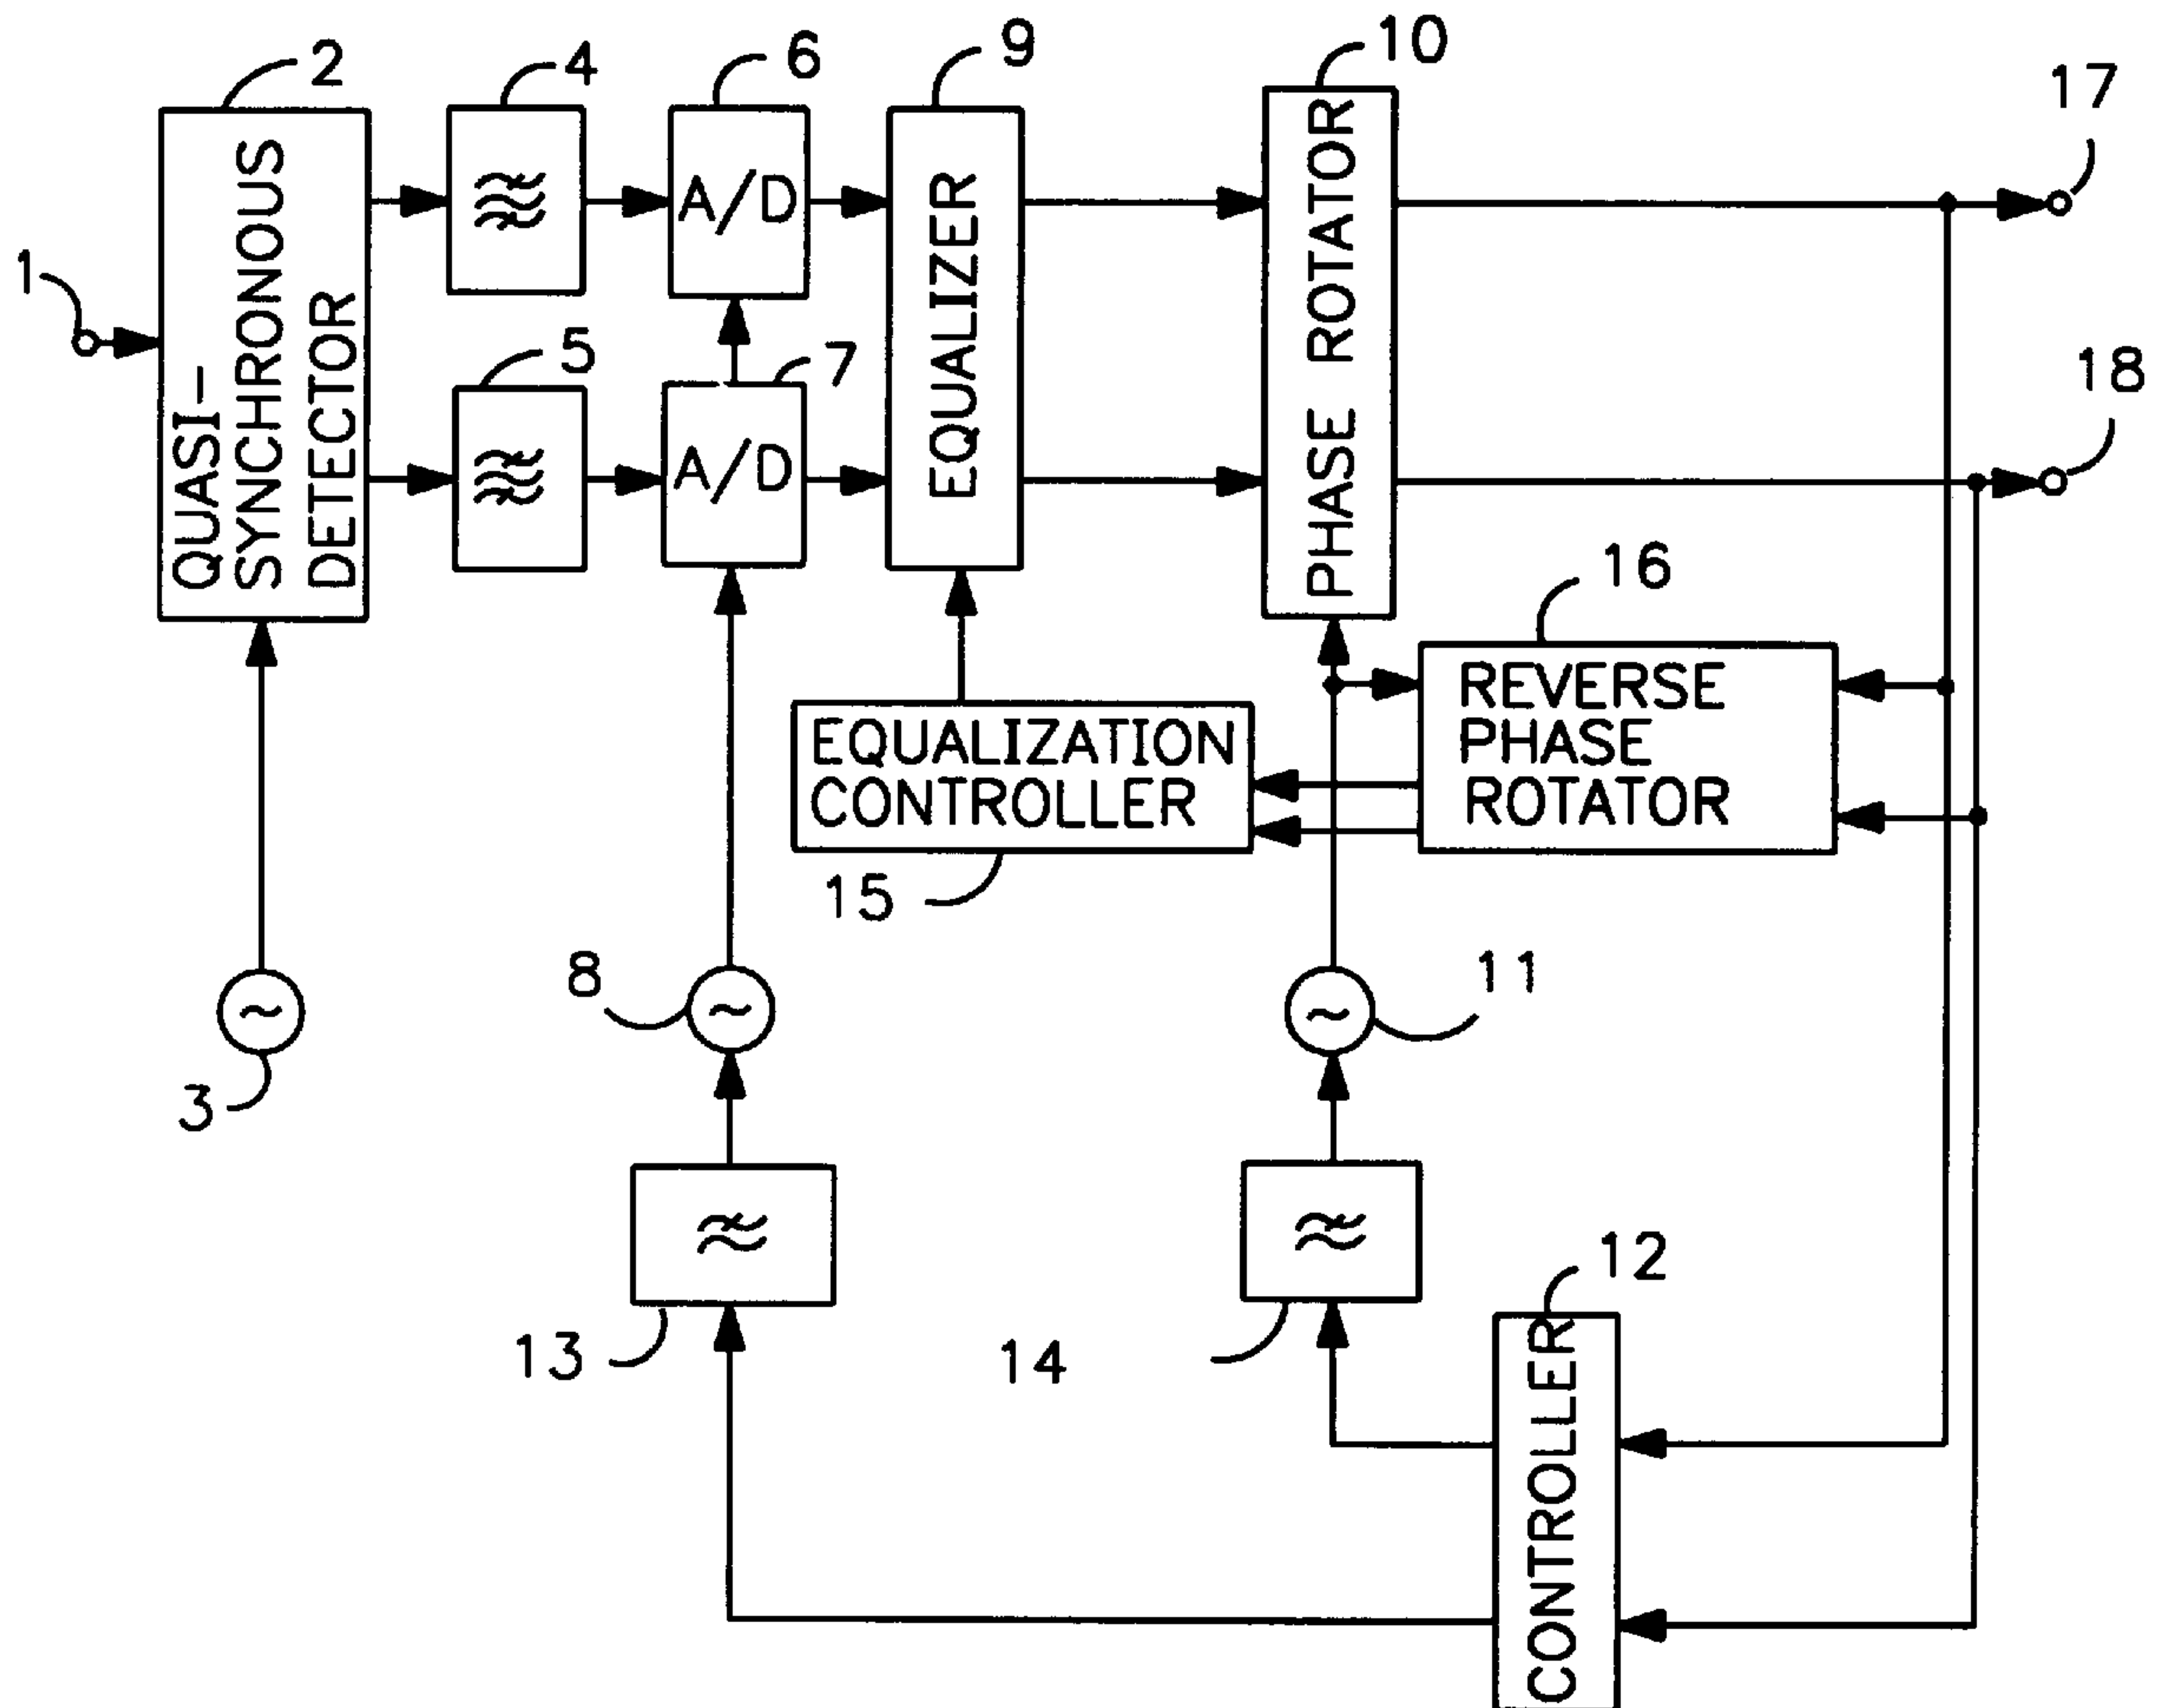 2
4
6
9
10
17
1
QUASI-
SYNCHRONOUS
DETECTOR
A/D
EQUALIZER
PHASE ROTATOR
5
7
A/D
18
16
REVERSE
PHASE
ROTATOR
EQUALIZATION
CONTROLLER
15
8
11
3
12
13
14
CONTROLLER